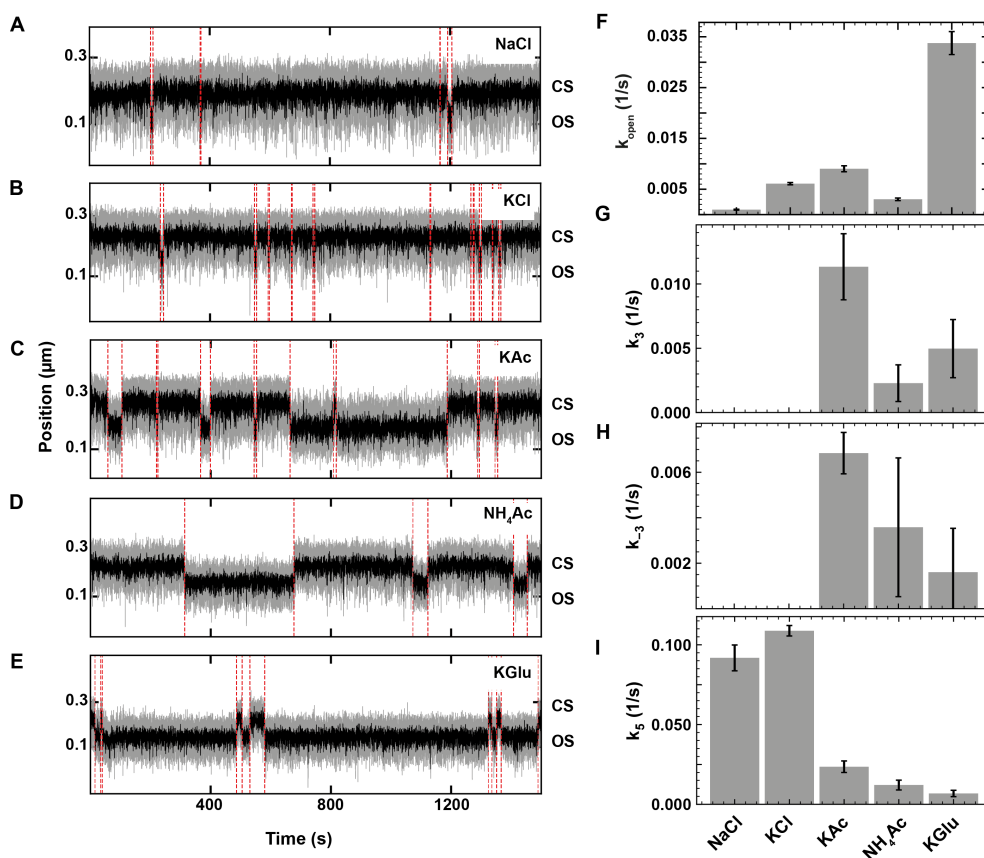 A
0.3
0.1
NaCl
CS
OS
B
0.3
0.1
KCl
CS
OS
C
0.3
0.1
KAc
CS
OS
Position (µm)
D
0.3
0.1
NH₄Ac
CS
OS
E
0.3
0.1
KGlu
CS
OS
400
800
1200
Time (s)
F
0.035
0.025
0.015
0.005
k_open (1/s)
G
0.010
0.005
0.000
k₃ (1/s)
H
0.006
0.002
k₋₃ (1/s)
I
0.100
0.050
0.000
k₅ (1/s)
NaCl
KCl
KAc
NH₄Ac
KGlu